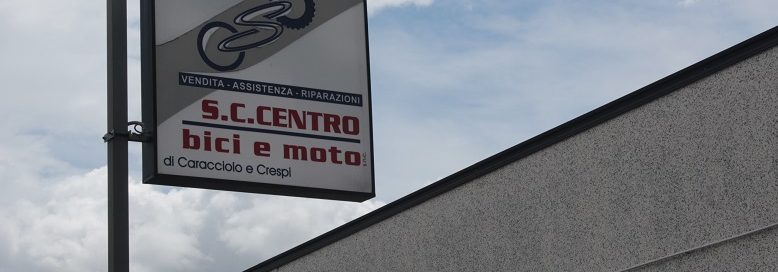 VENDITA - ASSISTENZA - RIPARAZIONI
S.C.CENTRO
bici e moto
di Caracciolo e Crespi